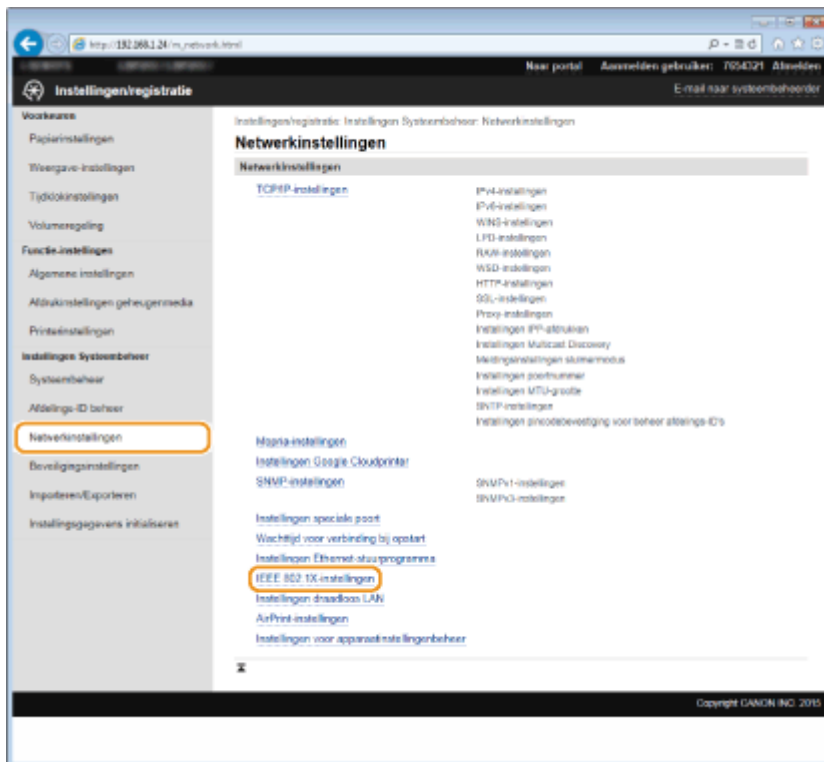 http://192.168.1.24/m_network.html
Naar portal Aanmelden gebruiker: 7654321 Afmelden
Instellingen/registratie
E-mail naar systeembeheerder
Voorkeuren
Papierinstellingen
Weergave-instellingen
Tijdklokinstellingen
Volumeregeling
Functie-instellingen
Algemene instellingen
Afdrukinstellingen geheugenmedia
Printerinstellingen
Instellingen Systeembeheer
Systeembeheer
Afdelings-ID beheer
Netwerkinstellingen
Beveiligingsinstellingen
Importeren/Exporteren
Instellingsgegevens initialiseren
Instellingen/registratie: Instellingen Systeembeheer: Netwerkinstellingen
Netwerkinstellingen
Netwerkinstellingen
TCP/IP-instellingen
IPv4-instellingen
IPv6-instellingen
WINS-instellingen
LPD-instellingen
RAW-instellingen
WSD-instellingen
HTTP-instellingen
SSL-instellingen
Proxy-instellingen
Instellingen IPP-afdrukken
Instellingen Multicast Discovery
Meldingsinstellingen sluimermodus
Instellingen poortnummer
Instellingen MTU-grootte
SNTP-instellingen
Instellingen pincodebevestiging voor beheer afdelings-ID's
Mopria-instellingen
Instellingen Google Cloudprinter
SNMP-instellingen
SNMPv1-instellingen
SNMPv3-instellingen
Instellingen speciale poort
Wachttijd voor verbinding bij opstart
Instellingen Ethernet-stuurprogramma
IEEE 802.1X-instellingen
Instellingen draadloos LAN
AirPrint-instellingen
Instellingen voor apparaatinstellingenbeheer
Copyright CANON INC. 2015